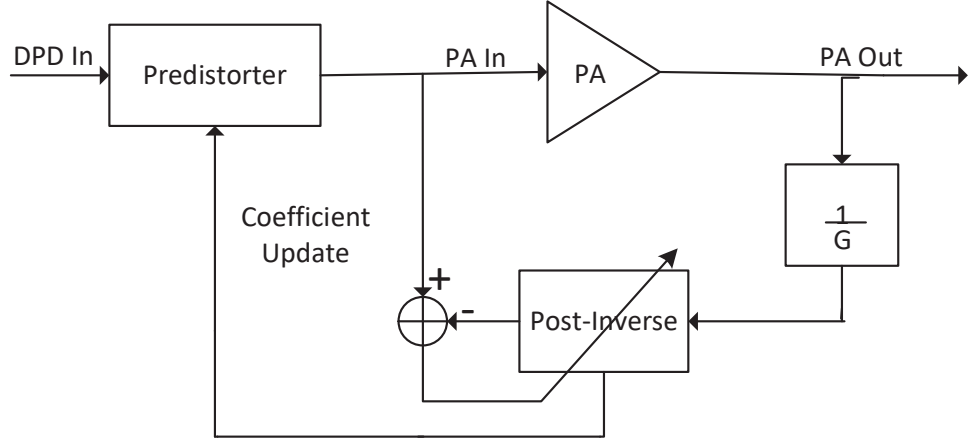 DPD In
Predistorter
PA In
PA
PA Out
1
G
Coefficient
Update
+
-
Post-Inverse